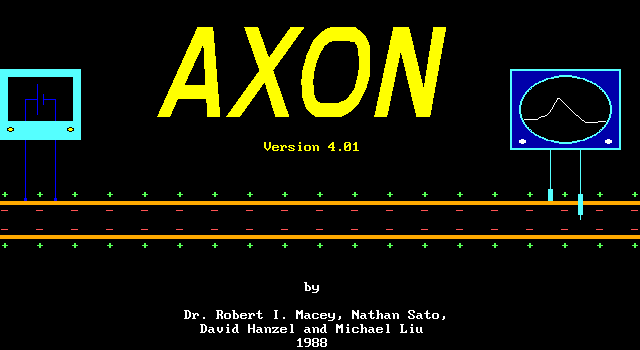 AXON
Version 4.01
by
Dr. Robert I. Macey, Nathan Sato,
David Hanzel and Michael Liu
1988